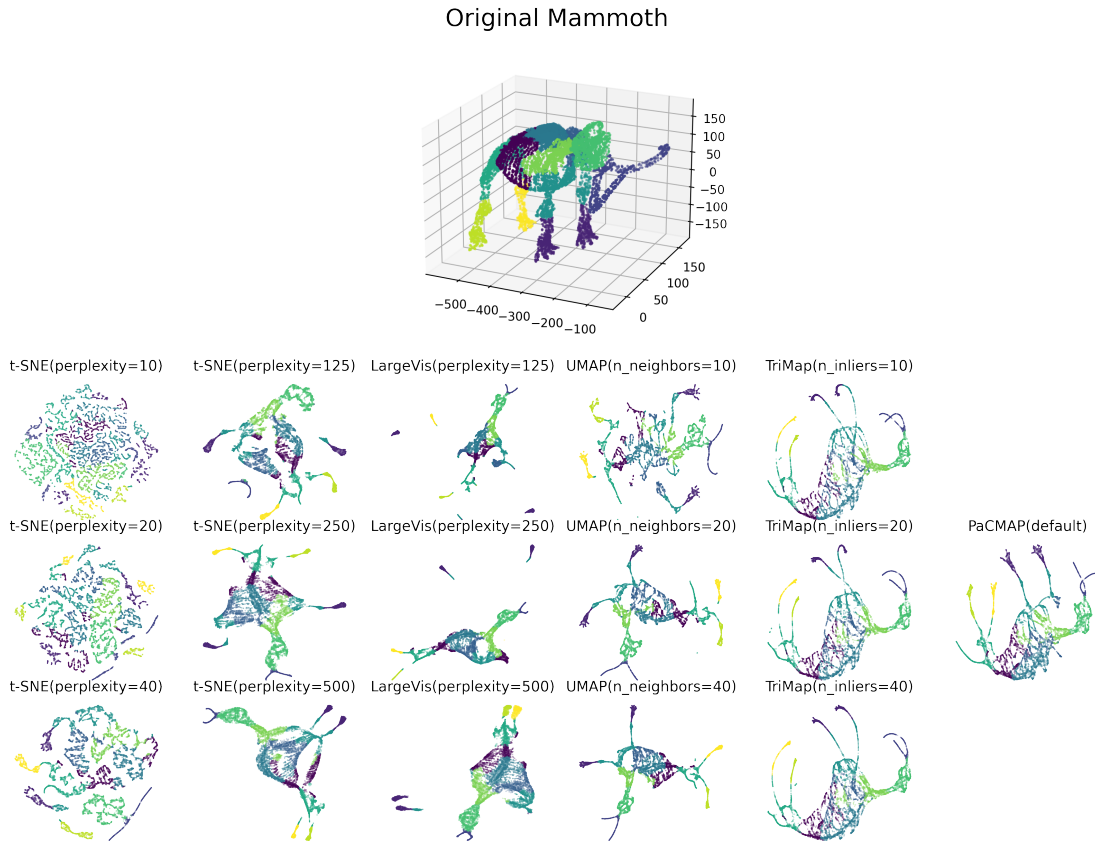 Original Mammoth
150
100
50
0
−50
−100
−150
150
100
50
0
−500
−400
−300
−200
−100
t-SNE(perplexity=10)
t-SNE(perplexity=125)
LargeVis(perplexity=125)
UMAP(n_neighbors=10)
TriMap(n_inliers=10)
t-SNE(perplexity=20)
t-SNE(perplexity=250)
LargeVis(perplexity=250)
UMAP(n_neighbors=20)
TriMap(n_inliers=20)
PaCMAP(default)
t-SNE(perplexity=40)
t-SNE(perplexity=500)
LargeVis(perplexity=500)
UMAP(n_neighbors=40)
TriMap(n_inliers=40)